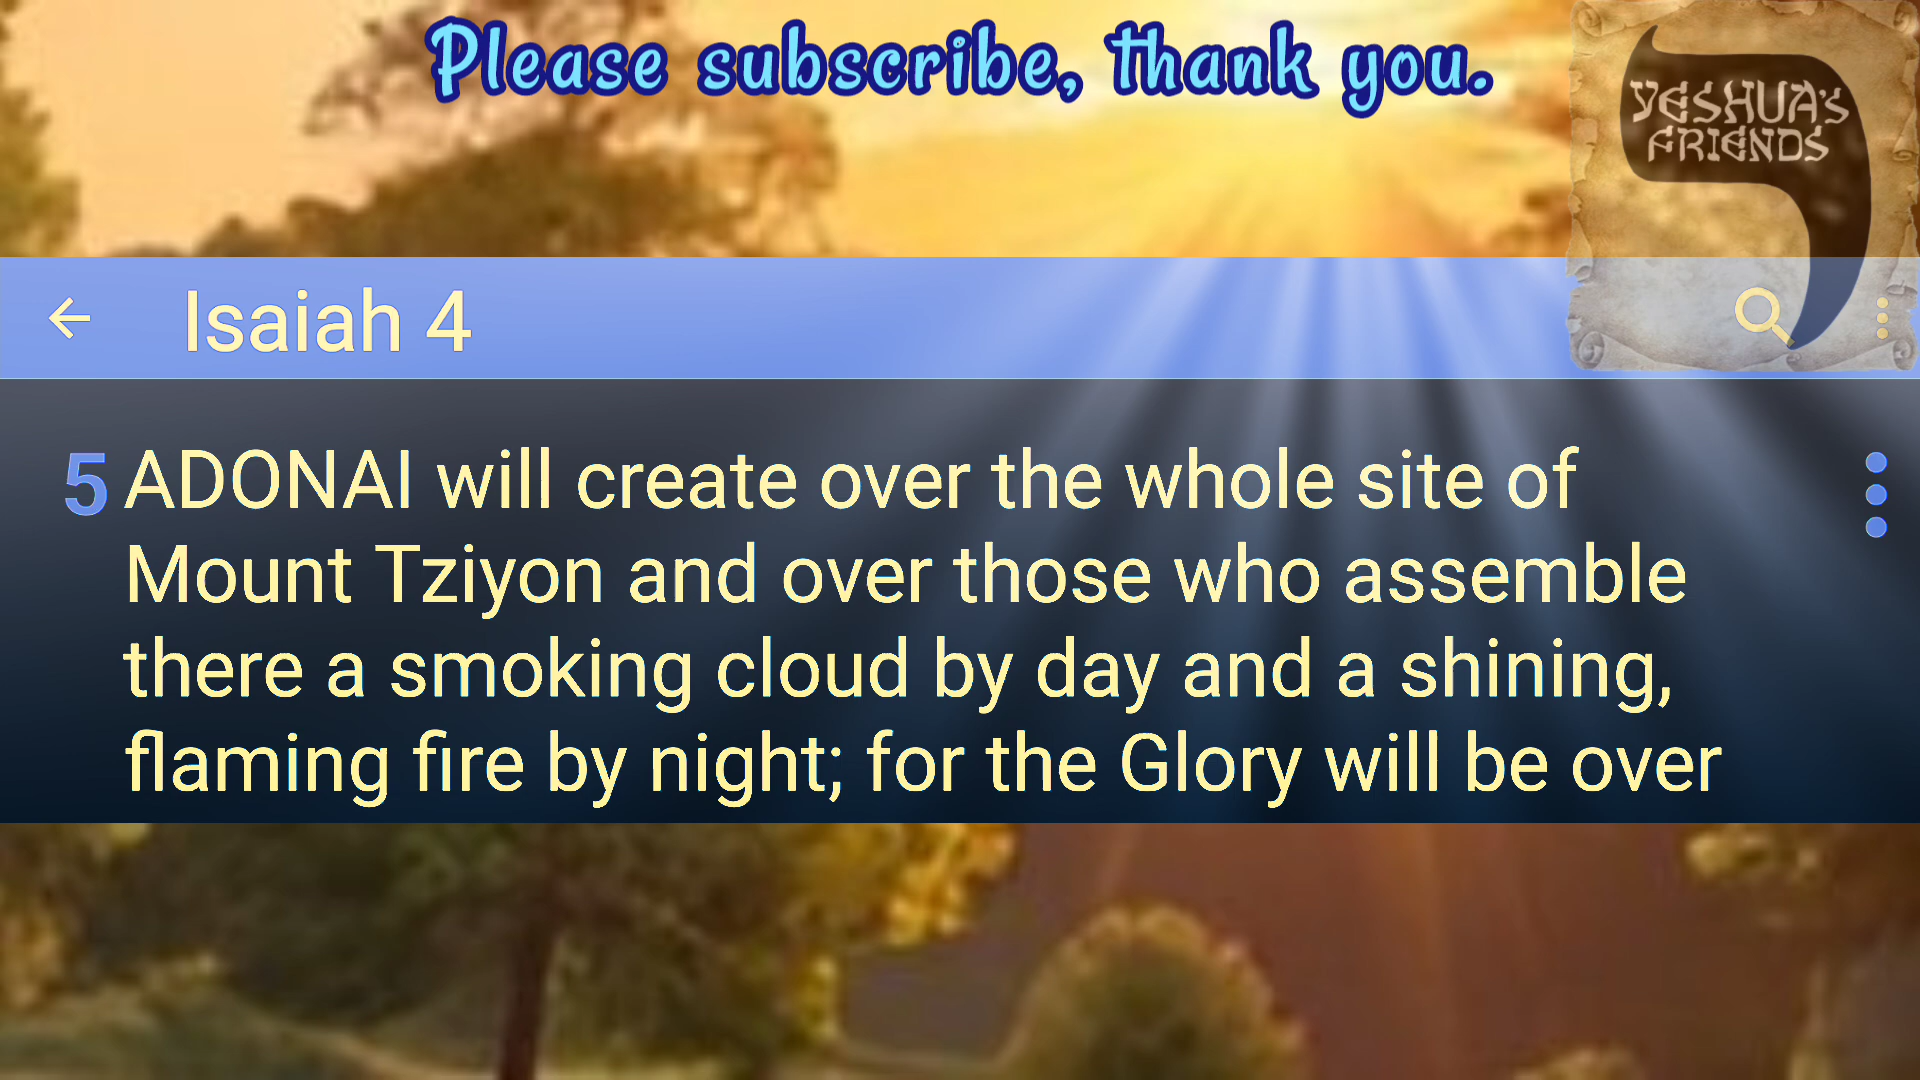 Please subscribe, thank you.
YESHUA'S
FRIENDS
Isaiah 4
5 ADONAI will create over the whole site of
Mount Tziyon and over those who assemble
there a smoking cloud by day and a shining,
flaming fire by night; for the Glory will be over